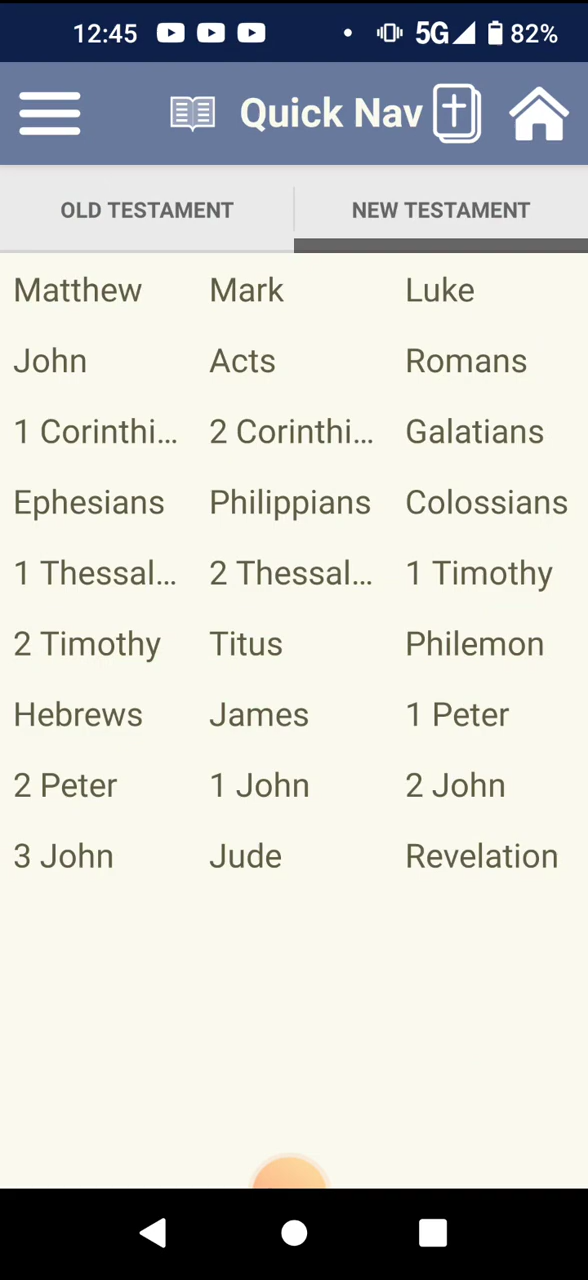 12:45 5G 82%
Quick Nav
OLD TESTAMENT NEW TESTAMENT
Matthew Mark Luke
John Acts Romans
1 Corinthi... 2 Corinthi... Galatians
Ephesians Philippians Colossians
1 Thessal... 2 Thessal... 1 Timothy
2 Timothy Titus Philemon
Hebrews James 1 Peter
2 Peter 1 John 2 John
3 John Jude Revelation